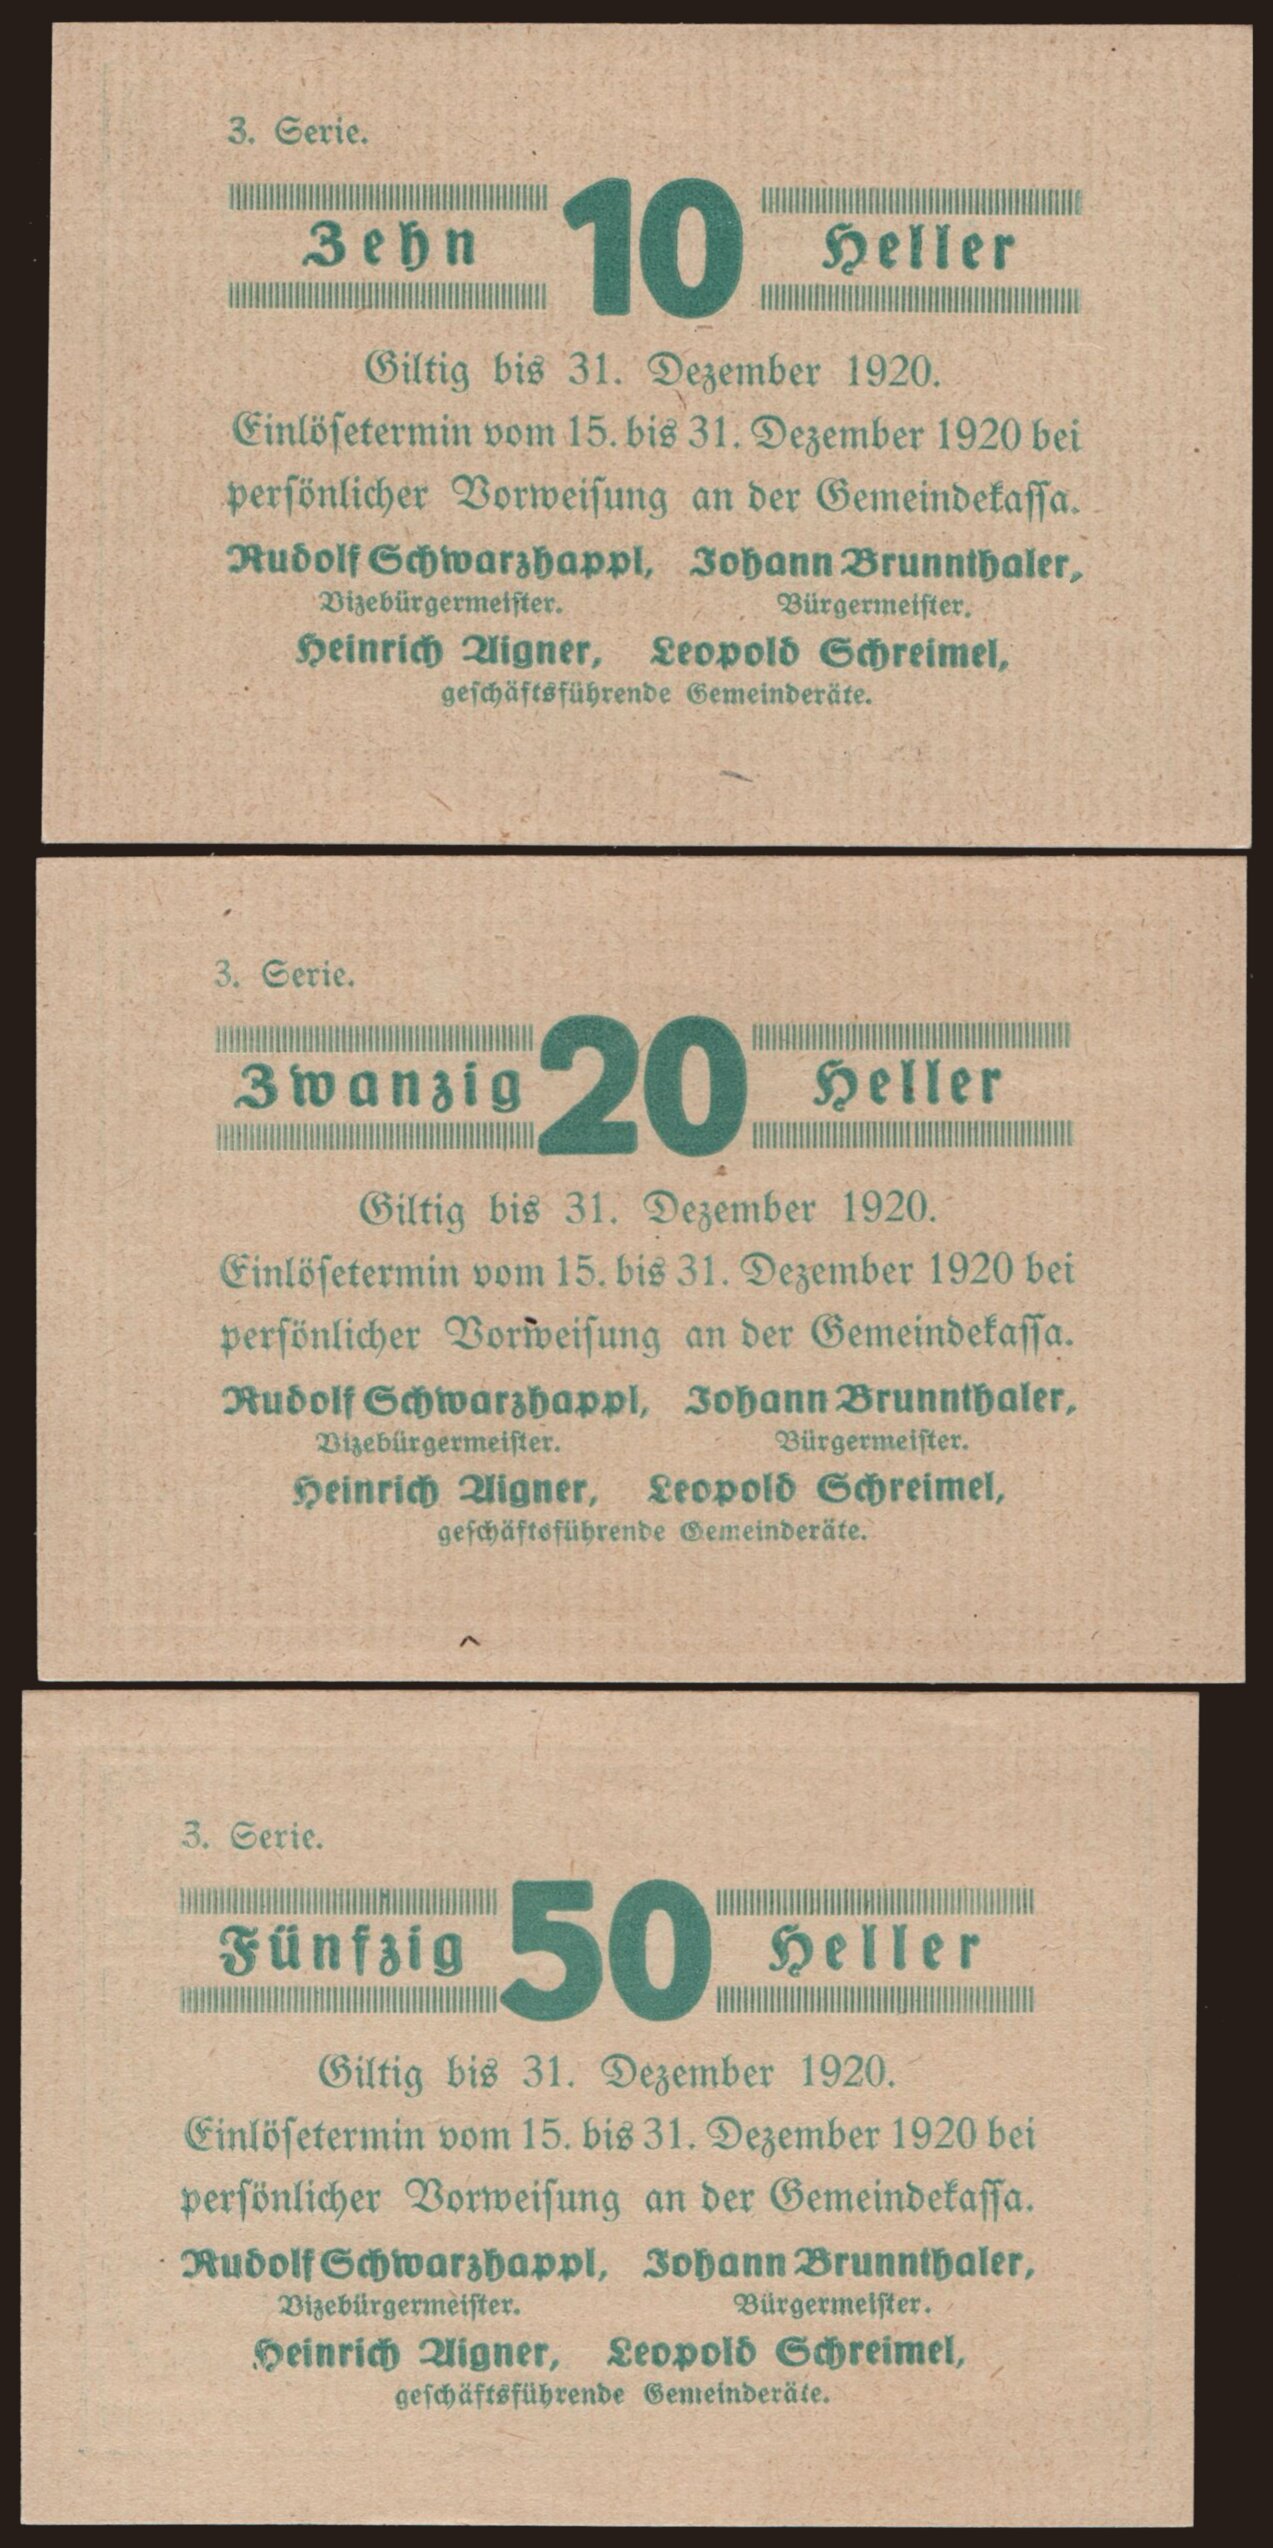 3. Serie.
Zehn 10 Heller
Giltig bis 31. Dezember 1920.
Einlösetermin vom 15. bis 31. Dezember 1920 bei
persönlicher Vorweisung an der Gemeindekassa.
Rudolf Schwarzhappl, Johann Brunnthaler,
Vizebürgermeister. Bürgermeister.
Heinrich Aigner, Leopold Schreimel,
geschäftsführende Gemeinderäte.
3. Serie.
Zwanzig 20 Heller
Giltig bis 31. Dezember 1920.
Einlösetermin vom 15. bis 31. Dezember 1920 bei
persönlicher Vorweisung an der Gemeindekassa.
Rudolf Schwarzhappl, Johann Brunnthaler,
Vizebürgermeister. Bürgermeister.
Heinrich Aigner, Leopold Schreimel,
geschäftsführende Gemeinderäte.
3. Serie.
Fünfzig 50 Heller
Giltig bis 31. Dezember 1920.
Einlösetermin vom 15. bis 31. Dezember 1920 bei
persönlicher Vorweisung an der Gemeindekassa.
Rudolf Schwarzhappl, Johann Brunnthaler,
Vizebürgermeister. Bürgermeister.
Heinrich Aigner, Leopold Schreimel,
geschäftsführende Gemeinderäte.